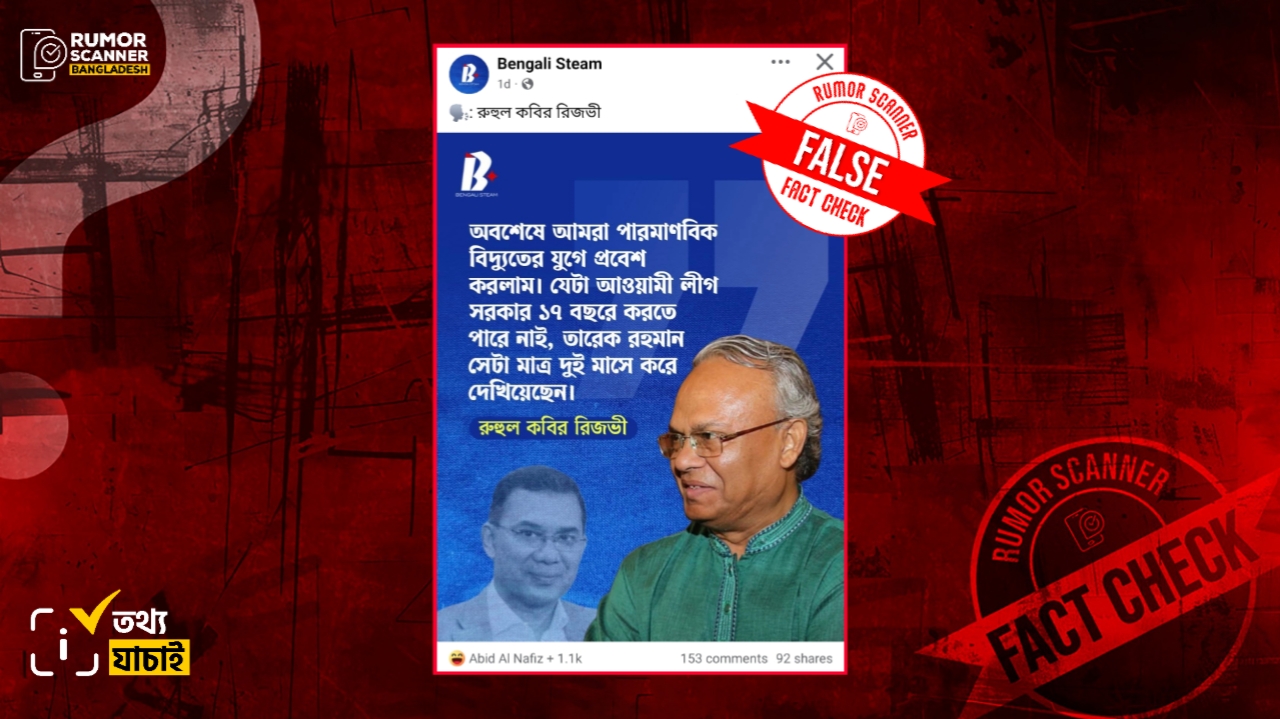 RUMOR
SCANNER
BANGLADESH
Bengali Steam
1d
: রুহুল কবির রিজভী
RUMOR SCANNER
FALSE
FACT CHECK
B
BENGALI STEAM
অবশেষে আমরা পারমাণবিক
বিদ্যুতের যুগে প্রবেশ
করলাম। যেটা আওয়ামী লীগ
সরকার ১৭ বছরে করতে
পারে নাই, তারেক রহমান
সেটা মাত্র দুই মাসে করে
দেখিয়েছেন।
রুহুল কবির রিজভী
Abid Al Nafiz + 1.1k 153 comments 92 shares
i তথ্য
যাচাই
RUMOR SCANNER
FACT CHECK